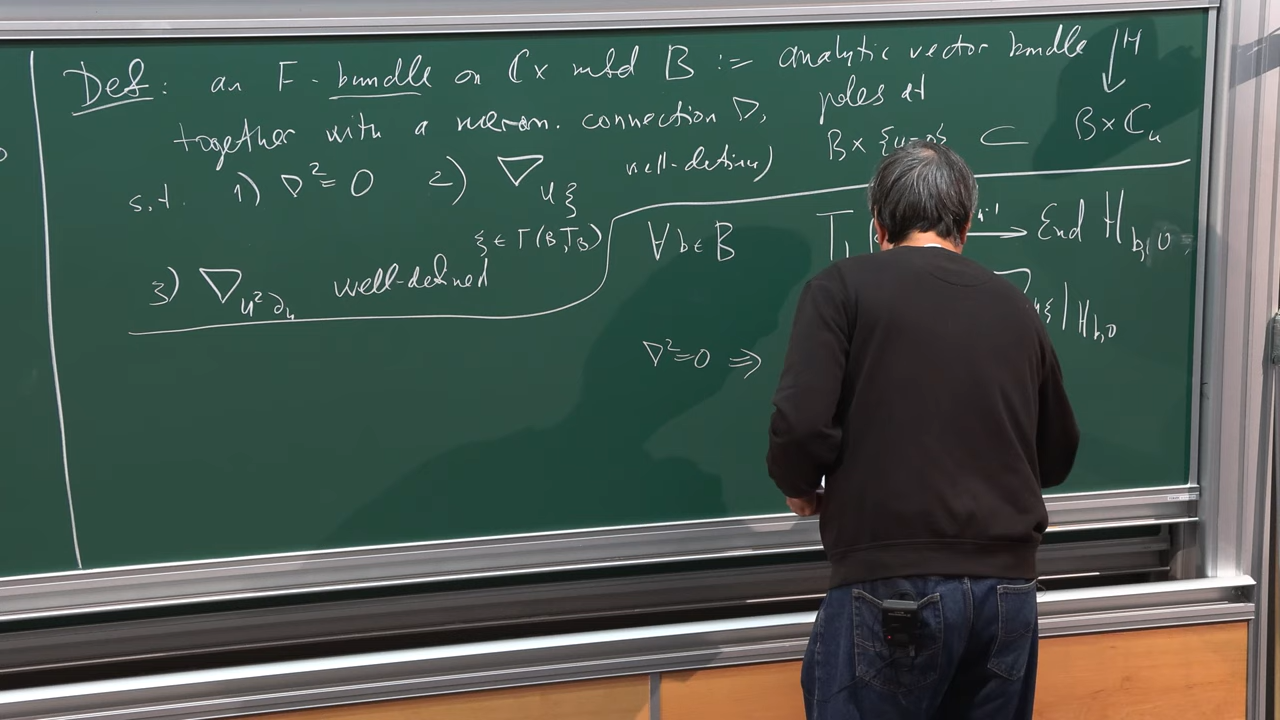 Def: an F-bundle on ℂx mfd B := analytic vector bundle ↓H
together with a merom. connection ∇, poles at
B×{u=0} ⊂ B×ℂ_u
s.t. 1) ∇²=0 2) ∇_{uξ} well-defined
ξ∈Γ(B,T_B)
3) ∇_{u²∂_u} well-defined
∀b∈B T → End H_{b,0}
ξ|H_{b,0}
∇²=0 ⇒